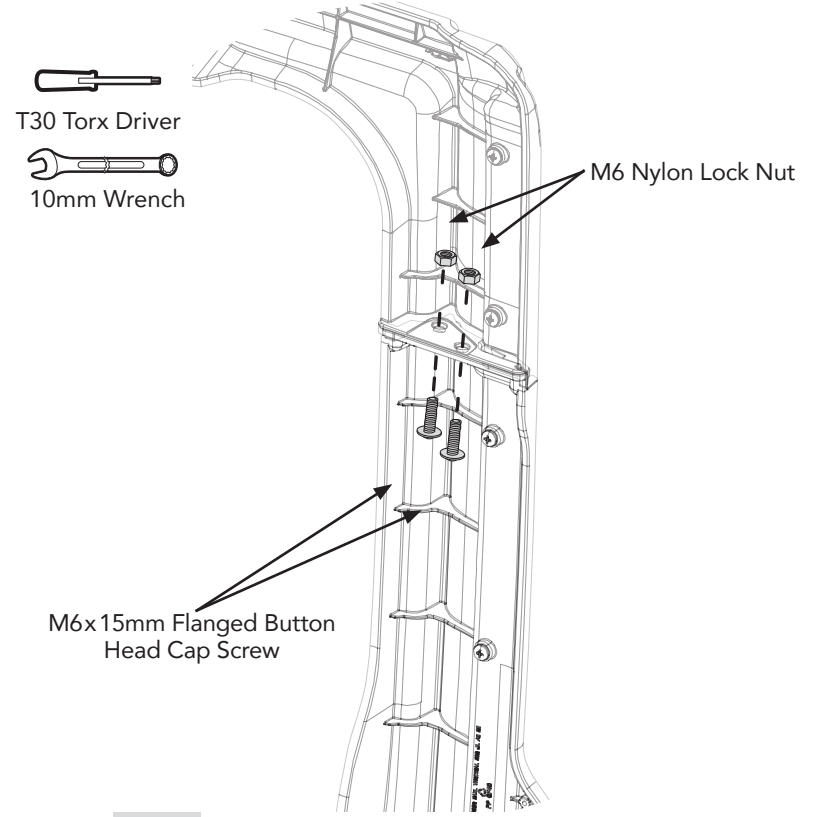 T30 Torx Driver
10mm Wrench
M6 Nylon Lock Nut
M6x15mm Flanged Button
Head Cap Screw